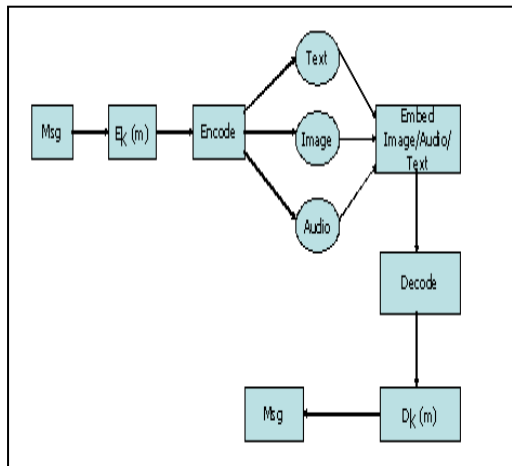 Text
Msg
Ek (m)
Encode
Image
Embed
Image/Audio/
Text
Audio
Decode
Msg
Dk (m)